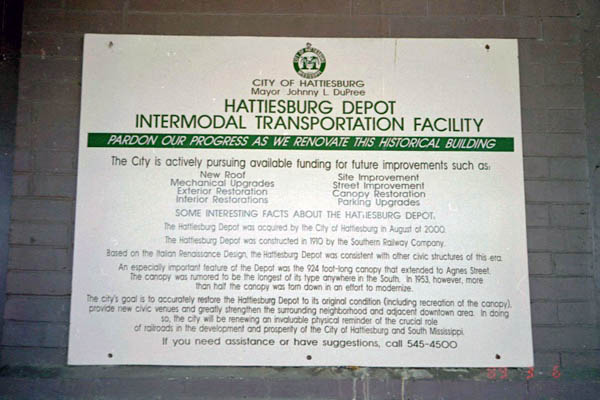 CITY OF HATTIESBURG
Mayor Johnny L. DuPree
HATTIESBURG DEPOT
INTERMODAL TRANSPORTATION FACILITY
PARDON OUR PROGRESS AS WE RENOVATE THIS HISTORICAL BUILDING
The City is actively pursuing available funding for future improvements such as:
New Roof Site Improvement
Mechanical Upgrades Street Improvement
Exterior Restoration Canopy Restoration
Interior Restorations Parking Upgrades
SOME INTERESTING FACTS ABOUT THE HATTIESBURG DEPOT:
The Hattiesburg Depot was acquired by the City of Hattiesburg in August of 2000.
The Hattiesburg Depot was constructed in 1910 by the Southern Railway Company.
Based on the Italian Renaissance Design, the Hattiesburg Depot was consistent with other civic structures of this era.
An especially important feature of the Depot was the 924 foot-long canopy that extended to Agnes Street.
The canopy was rumored to be the longest of its type anywhere in the South. In 1953, however, more
than half the canopy was torn down in an effort to modernize.
The city's goal is to accurately restore the Hattiesburg Depot to its original condition (including recreation of the canopy),
provide new civic venues and greatly strengthen the surrounding neighborhood and adjacent downtown area. In doing
so, the city will be renewing an invaluable physical reminder of the crucial role
of railroads in the development and prosperity of the City of Hattiesburg and South Mississippi.
If you need assistance or have suggestions, call 545-4500